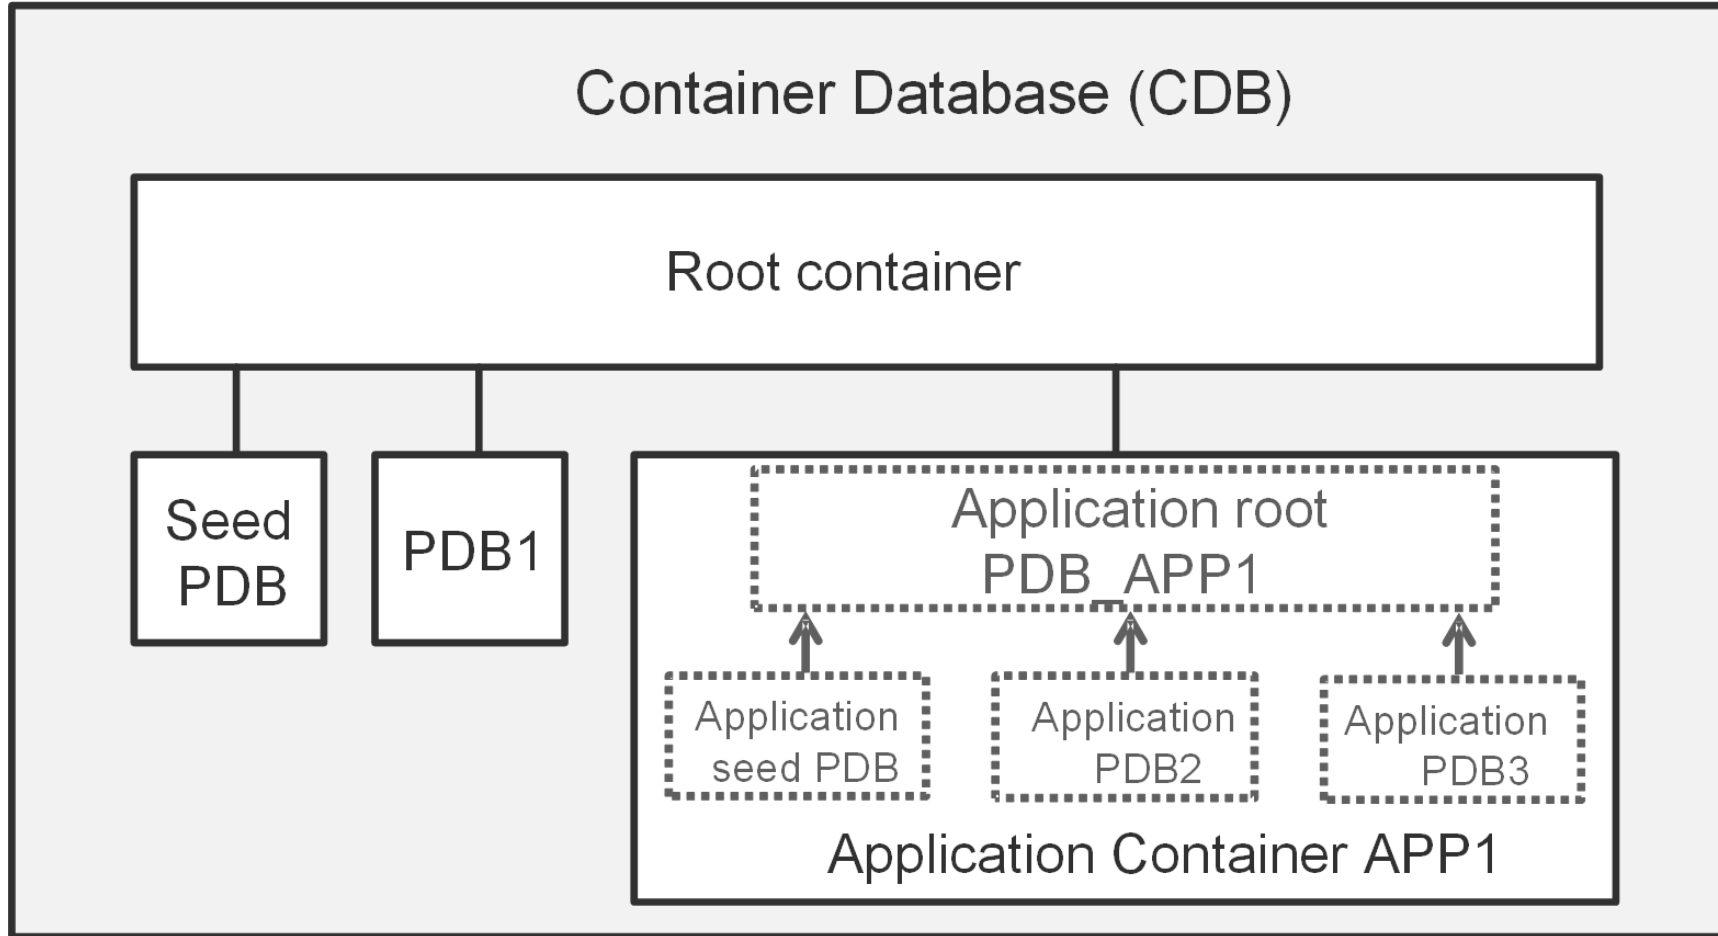 Container Database (CDB)
Root container
Seed
PDB
PDB1
Application root
PDB_APP1
Application
seed PDB
Application
PDB2
Application
PDB3
Application Container APP1